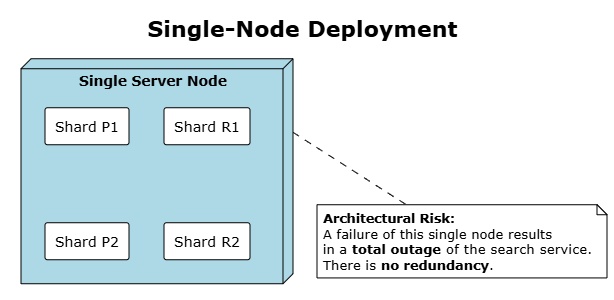 Single-Node Deployment
Single Server Node
Shard P1
Shard R1
Shard P2
Shard R2
Architectural Risk:
A failure of this single node results
in a total outage of the search service.
There is no redundancy.